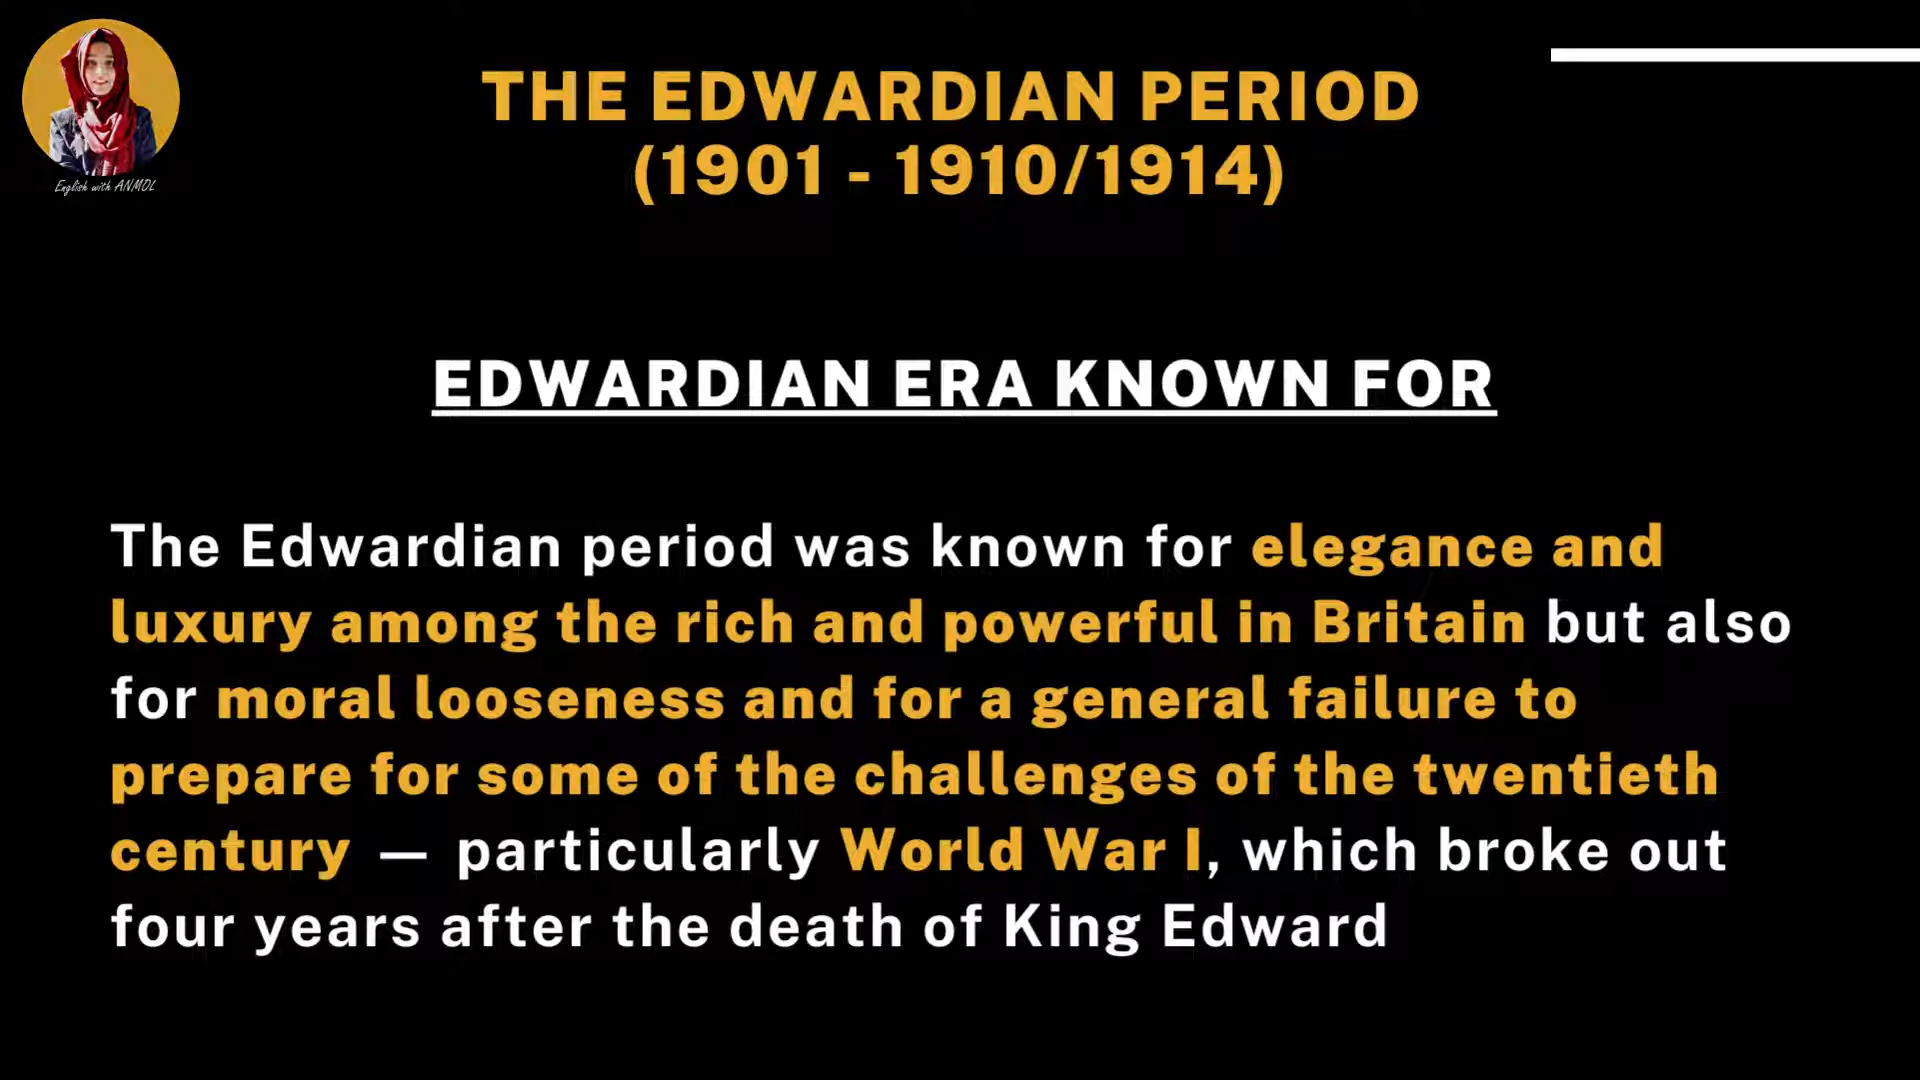 English with ANMOL
THE EDWARDIAN PERIOD
(1901 - 1910/1914)
EDWARDIAN ERA KNOWN FOR
The Edwardian period was known for elegance and
luxury among the rich and powerful in Britain but also
for moral looseness and for a general failure to
prepare for some of the challenges of the twentieth
century — particularly World War I, which broke out
four years after the death of King Edward